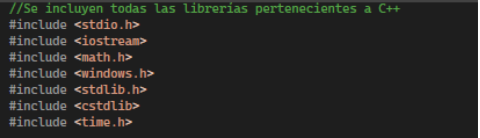 //Se incluyen todas las librerías pertenecientes a C++
#include <stdio.h>
#include <iostream>
#include <math.h>
#include <windows.h>
#include <stdlib.h>
#include <cstdlib>
#include <time.h>